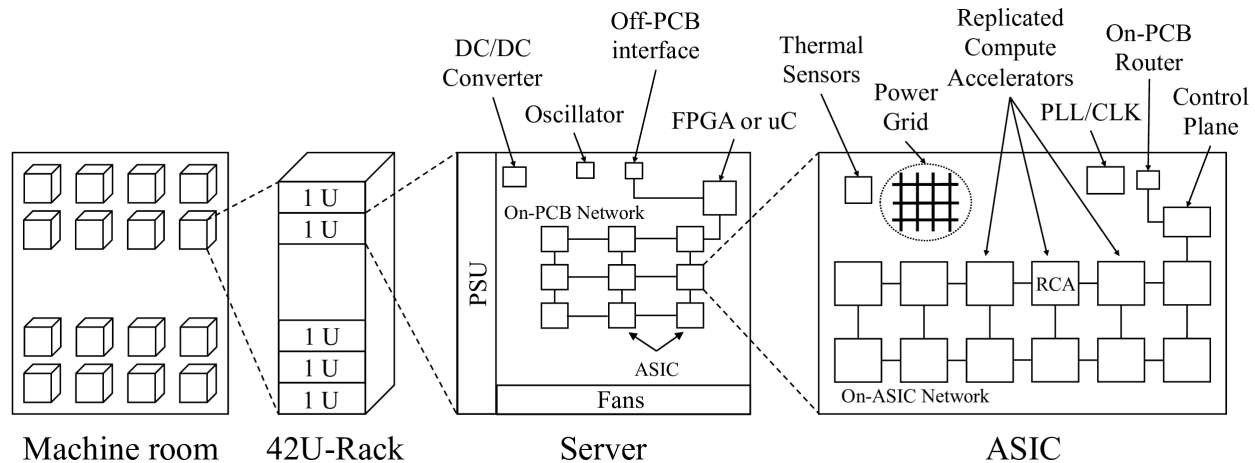 Off-PCB
interface
DC/DC
Converter
Oscillator
FPGA or uC
Thermal
Sensors
Power
Grid
Replicated
Compute
Accelerators
PLL/CLK
On-PCB
Router
Control
Plane
1 U
1 U
1 U
1 U
1 U
PSU
On-PCB Network
ASIC
Fans
RCA
On-ASIC Network
Machine room
42U-Rack
Server
ASIC